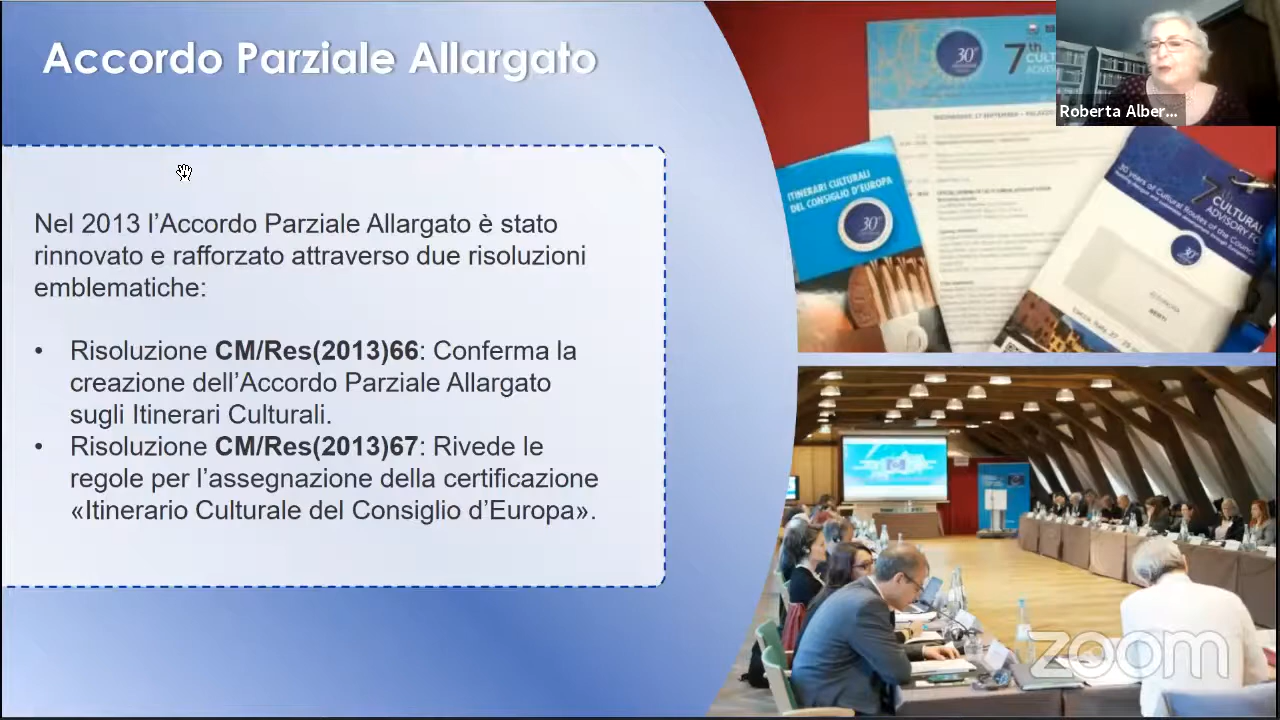 Accordo Parziale Allargato
Nel 2013 l’Accordo Parziale Allargato è stato
rinnovato e rafforzato attraverso due risoluzioni
emblematiche:
• Risoluzione CM/Res(2013)66: Conferma la
creazione dell’Accordo Parziale Allargato
sugli Itinerari Culturali.
• Risoluzione CM/Res(2013)67: Rivede le
regole per l’assegnazione della certificazione
«Itinerario Culturale del Consiglio d’Europa».
30
7th
CULT
ADVIS
ITINERARI CULTURALI
DEL CONSIGLIO D'EUROPA
30
30 years of Cultural Routes of the Council
7
CULTURAL
ADVISORY FO
Roberta Alber...
zoom